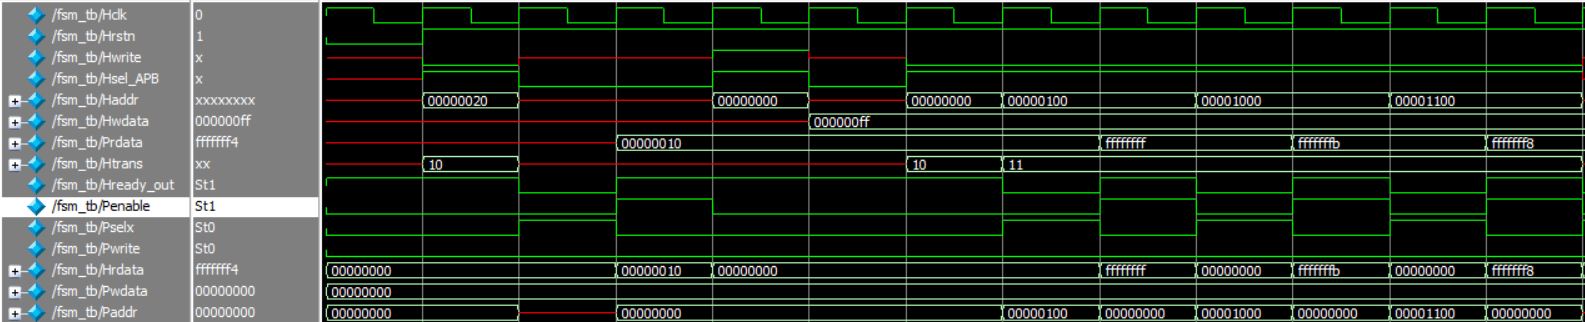 /fsm_tb/Hclk 0
/fsm_tb/Hrstn 1
/fsm_tb/Hwrite x
/fsm_tb/Hsel_APB x
/fsm_tb/Haddr xxxxxxxx 00000020 00000000 00000000 00000100 00001000 00001100
/fsm_tb/Hwdata 000000ff 000000ff
/fsm_tb/Prdata fffffff4 00000010 ffffffff fffffffb fffffff8
/fsm_tb/Htrans xx 10 10 11
/fsm_tb/Hready_out St1
/fsm_tb/Penable St1
/fsm_tb/Pselx St0
/fsm_tb/Pwrite St0
/fsm_tb/Hrdata fffffff4 00000000 00000010 00000000 ffffffff 00000000 fffffffb 00000000 fffffff8
/fsm_tb/Pwdata 00000000 00000000
/fsm_tb/Paddr 00000000 00000000 00000000 00000100 00000000 00001000 00000000 00001100 00000000